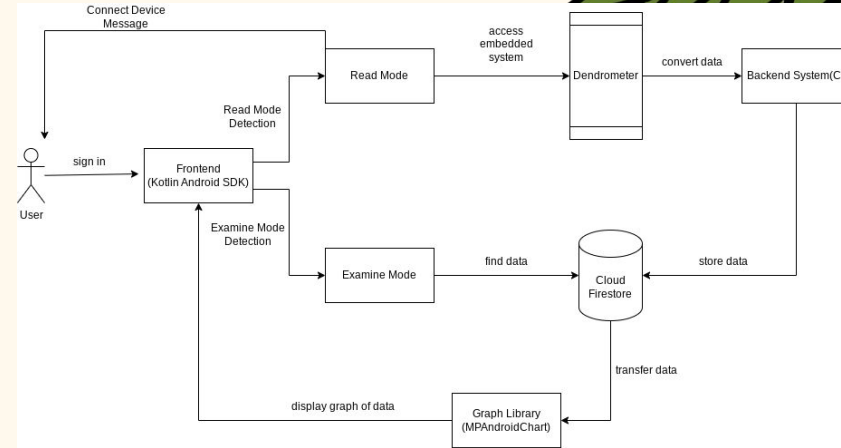 Connect Device
Message
access
embedded
system
Read Mode
Dendrometer
convert data
Backend System(C
Read Mode
Detection
sign in
Frontend
(Kotlin Android SDK)
User
Examine Mode
Detection
Examine Mode
find data
Cloud
Firestore
store data
transfer data
display graph of data
Graph Library
(MPAndroidChart)